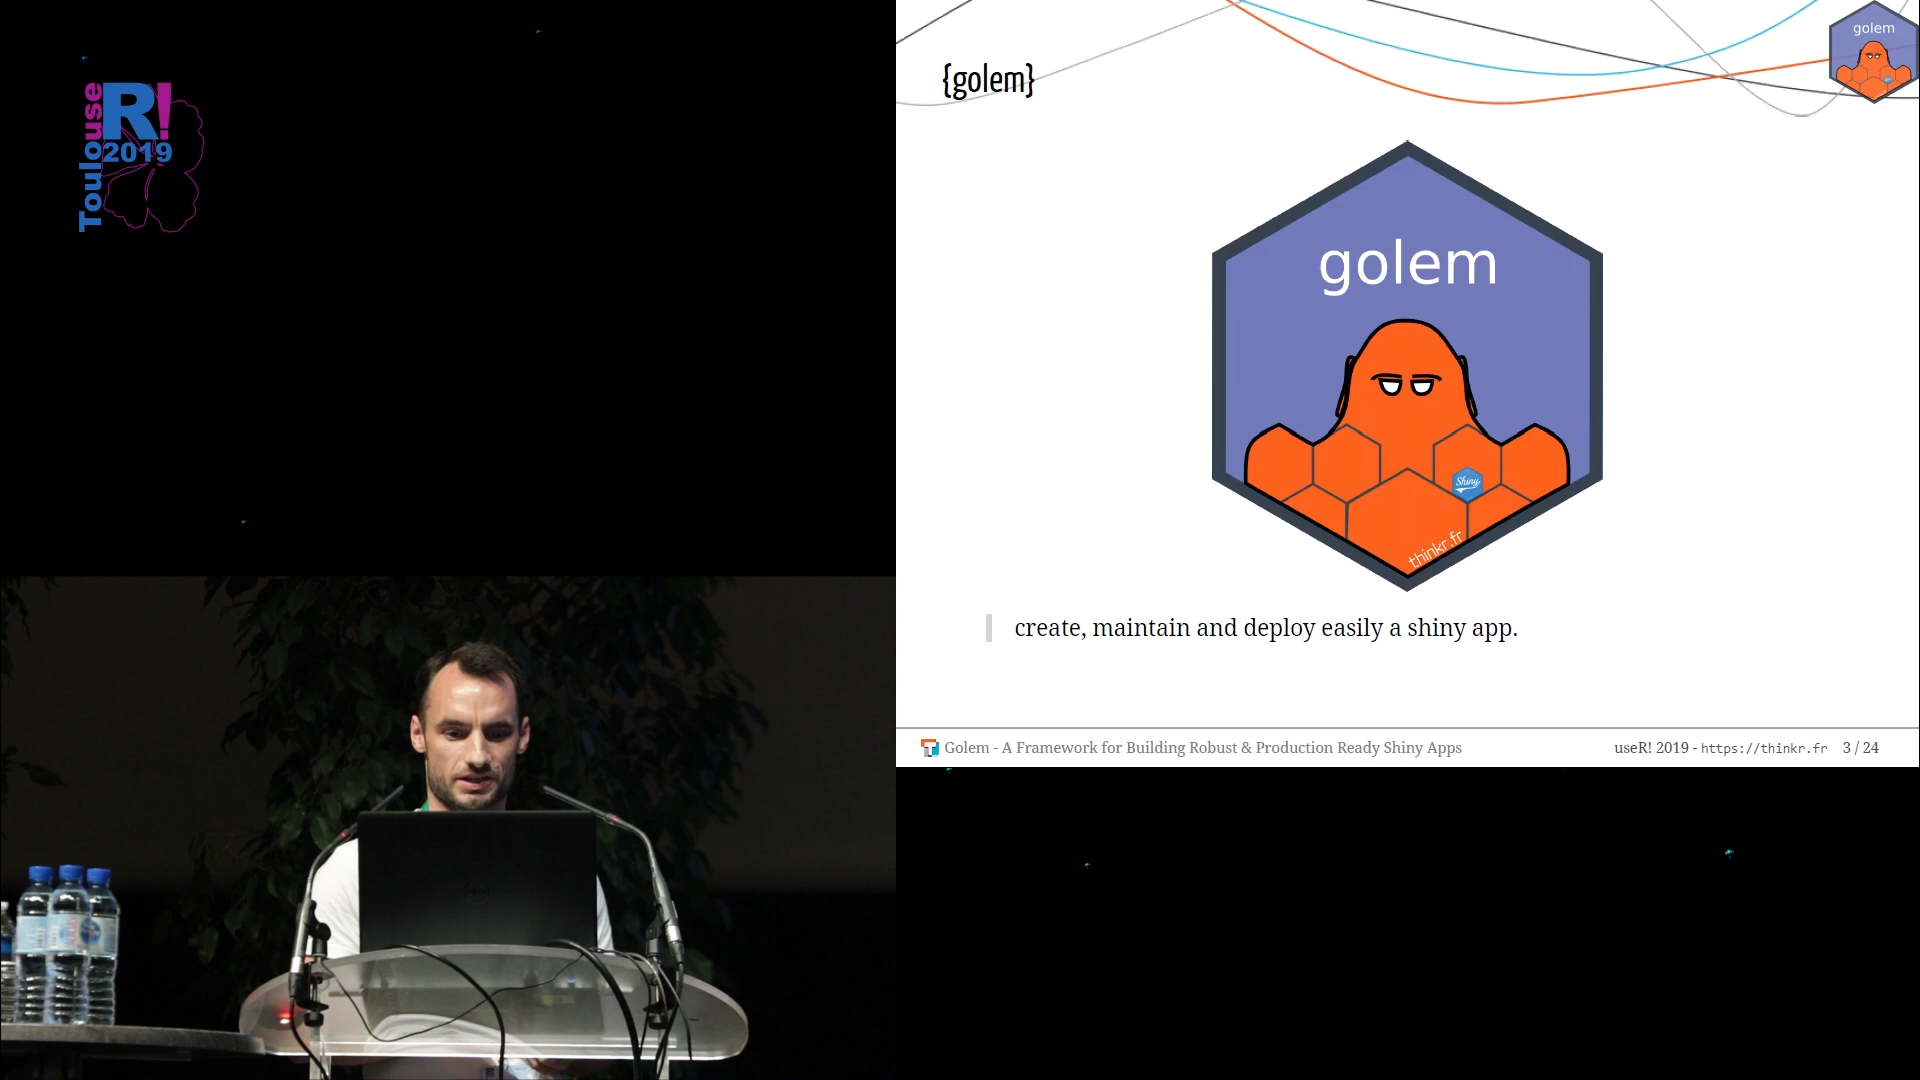 Toulouse
R!
2019
{golem}
golem
golem
Shiny
thinkr.fr
create, maintain and deploy easily a shiny app.
Golem - A Framework for Building Robust & Production Ready Shiny Apps
useR! 2019 - https://thinkr.fr 3 / 24